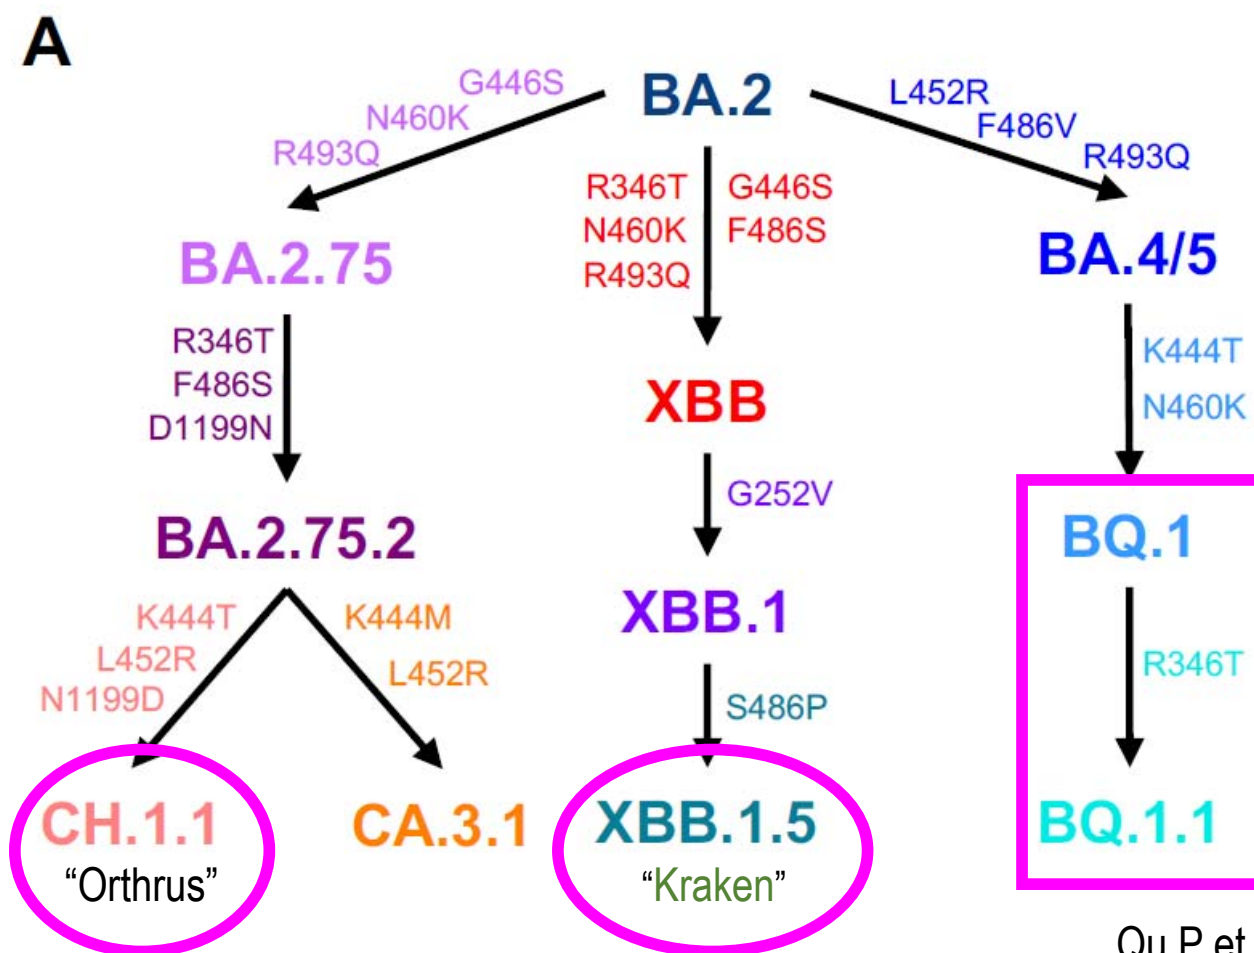 A
BA.2
G446S
N460K
R493Q
R346T
N460K
R493Q
G446S
F486S
L452R
F486V
R493Q
BA.2.75
BA.4/5
R346T
F486S
D1199N
XBB
K444T
N460K
G252V
BA.2.75.2
BQ.1
K444T
L452R
N1199D
K444M
L452R
XBB.1
R346T
S486P
CH.1.1
“Orthrus”
CA.3.1
XBB.1.5
“Kraken”
BQ.1.1
Qu P et